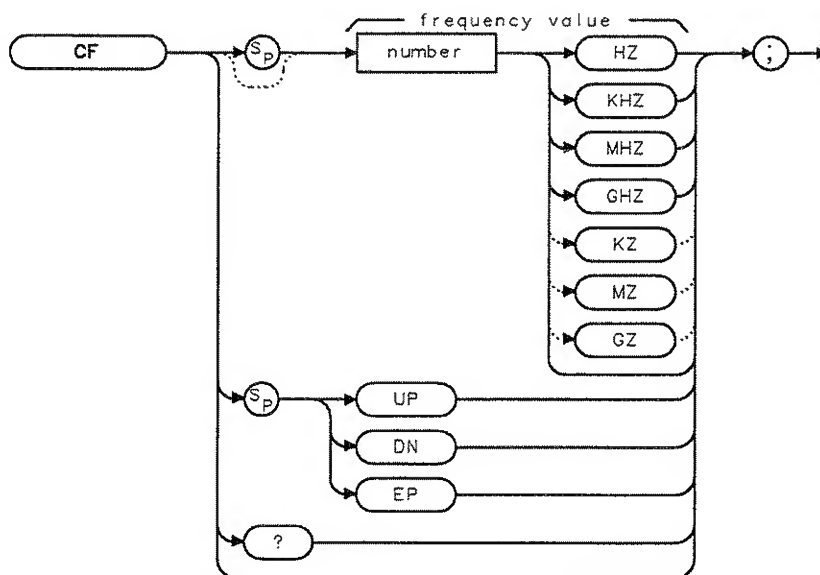 frequency value
CF
SP
number
HZ
;
KHZ
MHZ
GHZ
KZ
MZ
GZ
SP
UP
DN
EP
?